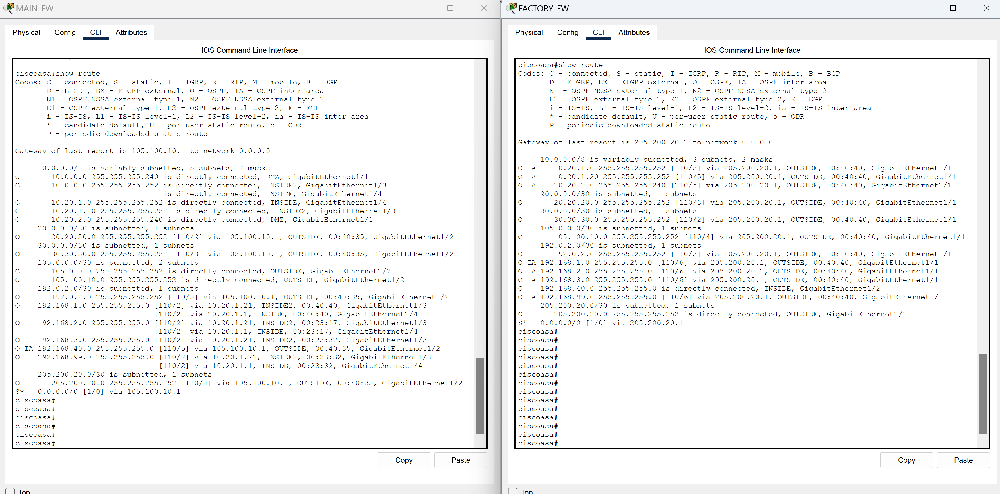 MAIN-FW
Physical Config CLI Attributes
IOS Command Line Interface
ciscoasa#show route
Codes: C - connected, S - static, I - IGRP, R - RIP, M - mobile, B - BGP
D - EIGRP, EX - EIGRP external, O - OSPF, IA - OSPF inter area
N1 - OSPF NSSA external type 1, N2 - OSPF NSSA external type 2
E1 - OSPF external type 1, E2 - OSPF external type 2, E - EGP
i - IS-IS, L1 - IS-IS level-1, L2 - IS-IS level-2, ia - IS-IS inter area
* - candidate default, U - per-user static route, o - ODR
P - periodic downloaded static route
Gateway of last resort is 105.100.10.1 to network 0.0.0.0
10.0.0.0/8 is variably subnetted, 5 subnets, 2 masks
C 10.0.0.0 255.255.255.240 is directly connected, DMZ, GigabitEthernet1/1
C 10.0.0.0 255.255.255.252 is directly connected, INSIDE2, GigabitEthernet1/3
is directly connected, INSIDE, GigabitEthernet1/4
C 10.20.1.0 255.255.255.252 is directly connected, INSIDE, GigabitEthernet1/4
C 10.20.1.20 255.255.255.252 is directly connected, INSIDE2, GigabitEthernet1/3
C 10.20.2.0 255.255.255.240 is directly connected, DMZ, GigabitEthernet1/1
20.0.0.0/30 is subnetted, 1 subnets
O 20.20.20.0 255.255.255.252 [110/2] via 105.100.10.1, OUTSIDE, 00:40:35, GigabitEthernet1/2
30.0.0.0/30 is subnetted, 1 subnets
O 30.30.30.0 255.255.255.252 [110/3] via 105.100.10.1, OUTSIDE, 00:40:35, GigabitEthernet1/2
105.0.0.0/30 is subnetted, 2 subnets
C 105.0.0.0 255.255.255.252 is directly connected, OUTSIDE, GigabitEthernet1/2
C 105.100.10.0 255.255.255.252 is directly connected, OUTSIDE, GigabitEthernet1/2
192.0.2.0/30 is subnetted, 1 subnets
O 192.0.2.0 255.255.255.252 [110/3] via 105.100.10.1, OUTSIDE, 00:40:35, GigabitEthernet1/2
O 192.168.1.0 255.255.255.0 [110/2] via 10.20.1.21, INSIDE2, 00:40:40, GigabitEthernet1/3
[110/2] via 10.20.1.1, INSIDE, 00:40:40, GigabitEthernet1/4
O 192.168.2.0 255.255.255.0 [110/2] via 10.20.1.21, INSIDE2, 00:23:17, GigabitEthernet1/3
[110/2] via 10.20.1.1, INSIDE, 00:23:17, GigabitEthernet1/4
O 192.168.3.0 255.255.255.0 [110/2] via 10.20.1.21, INSIDE2, 00:23:32, GigabitEthernet1/3
O IA 192.168.40.0 255.255.255.0 [110/5] via 105.100.10.1, OUTSIDE, 00:40:35, GigabitEthernet1/2
O 192.168.99.0 255.255.255.0 [110/2] via 10.20.1.21, INSIDE2, 00:23:32, GigabitEthernet1/3
[110/2] via 10.20.1.1, INSIDE, 00:23:32, GigabitEthernet1/4
205.200.20.0/30 is subnetted, 1 subnets
O 205.200.20.0 255.255.255.252 [110/4] via 105.100.10.1, OUTSIDE, 00:40:35, GigabitEthernet1/2
S* 0.0.0.0/0 [1/0] via 105.100.10.1
ciscoasa#
ciscoasa#
ciscoasa#
ciscoasa#
ciscoasa#
ciscoasa#
Copy Paste
Top
FACTORY-FW
Physical Config CLI Attributes
IOS Command Line Interface
ciscoasa#show route
Codes: C - connected, S - static, I - IGRP, R - RIP, M - mobile, B - BGP
D - EIGRP, EX - EIGRP external, O - OSPF, IA - OSPF inter area
N1 - OSPF NSSA external type 1, N2 - OSPF NSSA external type 2
E1 - OSPF external type 1, E2 - OSPF external type 2, E - EGP
i - IS-IS, L1 - IS-IS level-1, L2 - IS-IS level-2, ia - IS-IS inter area
* - candidate default, U - per-user static route, o - ODR
P - periodic downloaded static route
Gateway of last resort is 205.200.20.1 to network 0.0.0.0
10.0.0.0/8 is variably subnetted, 3 subnets, 2 masks
O IA 10.20.1.0 255.255.255.252 [110/5] via 205.200.20.1, OUTSIDE, 00:40:40, GigabitEthernet1/1
O IA 10.20.1.20 255.255.255.252 [110/5] via 205.200.20.1, OUTSIDE, 00:40:40, GigabitEthernet1/1
O IA 10.20.2.0 255.255.255.240 [110/5] via 205.200.20.1, OUTSIDE, 00:40:40, GigabitEthernet1/1
20.0.0.0/30 is subnetted, 1 subnets
O 20.20.20.0 255.255.255.252 [110/3] via 205.200.20.1, OUTSIDE, 00:40:40, GigabitEthernet1/1
30.0.0.0/30 is subnetted, 1 subnets
O 30.30.30.0 255.255.255.252 [110/2] via 205.200.20.1, OUTSIDE, 00:40:40, GigabitEthernet1/1
105.0.0.0/30 is subnetted, 1 subnets
O 105.100.10.0 255.255.255.252 [110/4] via 205.200.20.1, OUTSIDE, 00:40:40, GigabitEthernet1/1
192.0.2.0/30 is subnetted, 1 subnets
O 192.0.2.0 255.255.255.252 [110/3] via 205.200.20.1, OUTSIDE, 00:40:40, GigabitEthernet1/1
O IA 192.168.1.0 255.255.255.0 [110/6] via 205.200.20.1, OUTSIDE, 00:40:40, GigabitEthernet1/1
O IA 192.168.2.0 255.255.255.0 [110/6] via 205.200.20.1, OUTSIDE, 00:40:40, GigabitEthernet1/1
O IA 192.168.3.0 255.255.255.0 [110/6] via 205.200.20.1, OUTSIDE, 00:40:40, GigabitEthernet1/1
C 192.168.40.0 255.255.255.0 is directly connected, INSIDE, GigabitEthernet1/2
O IA 192.168.99.0 255.255.255.0 [110/6] via 205.200.20.1, OUTSIDE, 00:40:40, GigabitEthernet1/1
205.200.20.0/30 is subnetted, 1 subnets
C 205.200.20.0 255.255.255.252 is directly connected, OUTSIDE, GigabitEthernet1/1
S* 0.0.0.0/0 [1/0] via 205.200.20.1
ciscoasa#
ciscoasa#
ciscoasa#
ciscoasa#
ciscoasa#
ciscoasa#
ciscoasa#
ciscoasa#
ciscoasa#
ciscoasa#
ciscoasa#
ciscoasa#
ciscoasa#
ciscoasa#
Copy Paste
Top